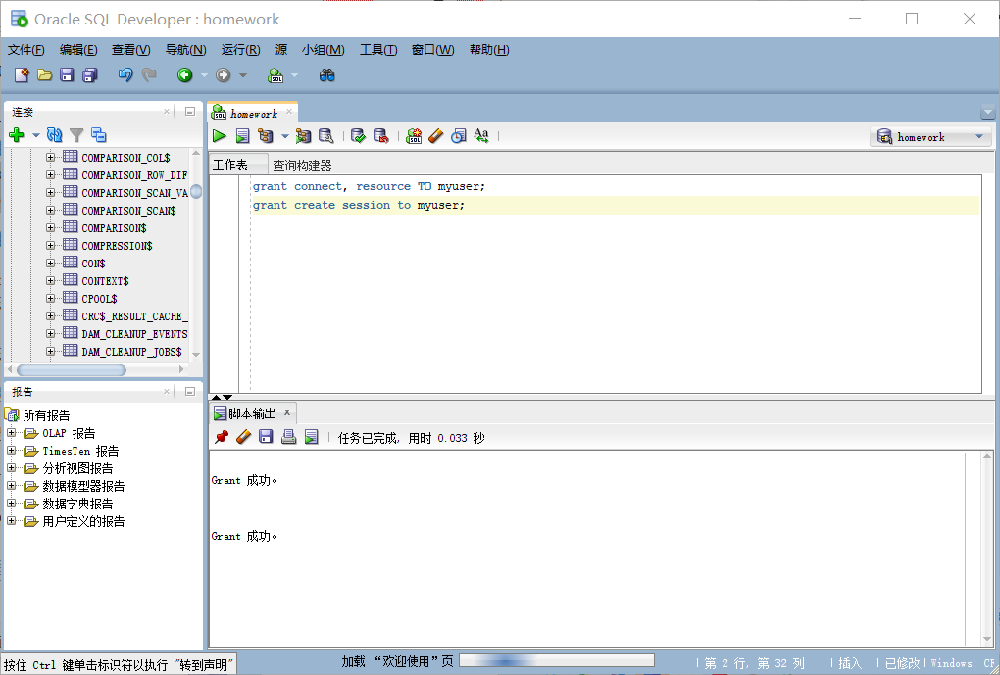 Oracle SQL Developer : homework
文件(F) 编辑(E) 查看(V) 导航(N) 运行(R) 源 小组(M) 工具(T) 窗口(W) 帮助(H)
连接
COMPARISON_COL$
COMPARISON_ROW_DIF
COMPARISON_SCAN_VA
COMPARISON_SCAN$
COMPARISON$
COMPRESSION$
CON$
CONTEXT$
CPOOL$
CRC$_RESULT_CACHE_
DAM_CLEANUP_EVENTS
DAM_CLEANUP_JOBS$
报告
所有报告
OLAP 报告
TimesTen 报告
分析视图报告
数据模型器报告
数据字典报告
用户定义的报告
homework
homework
工作表 查询构建器
grant connect, resource TO myuser;
grant create session to myuser;
脚本输出
任务已完成, 用时 0.033 秒
Grant 成功。
Grant 成功。
按住 Ctrl 键单击标识符以执行 "转到声明"
加载 “欢迎使用” 页
第 2 行, 第 32 列
插入
已修改
Windows: CR